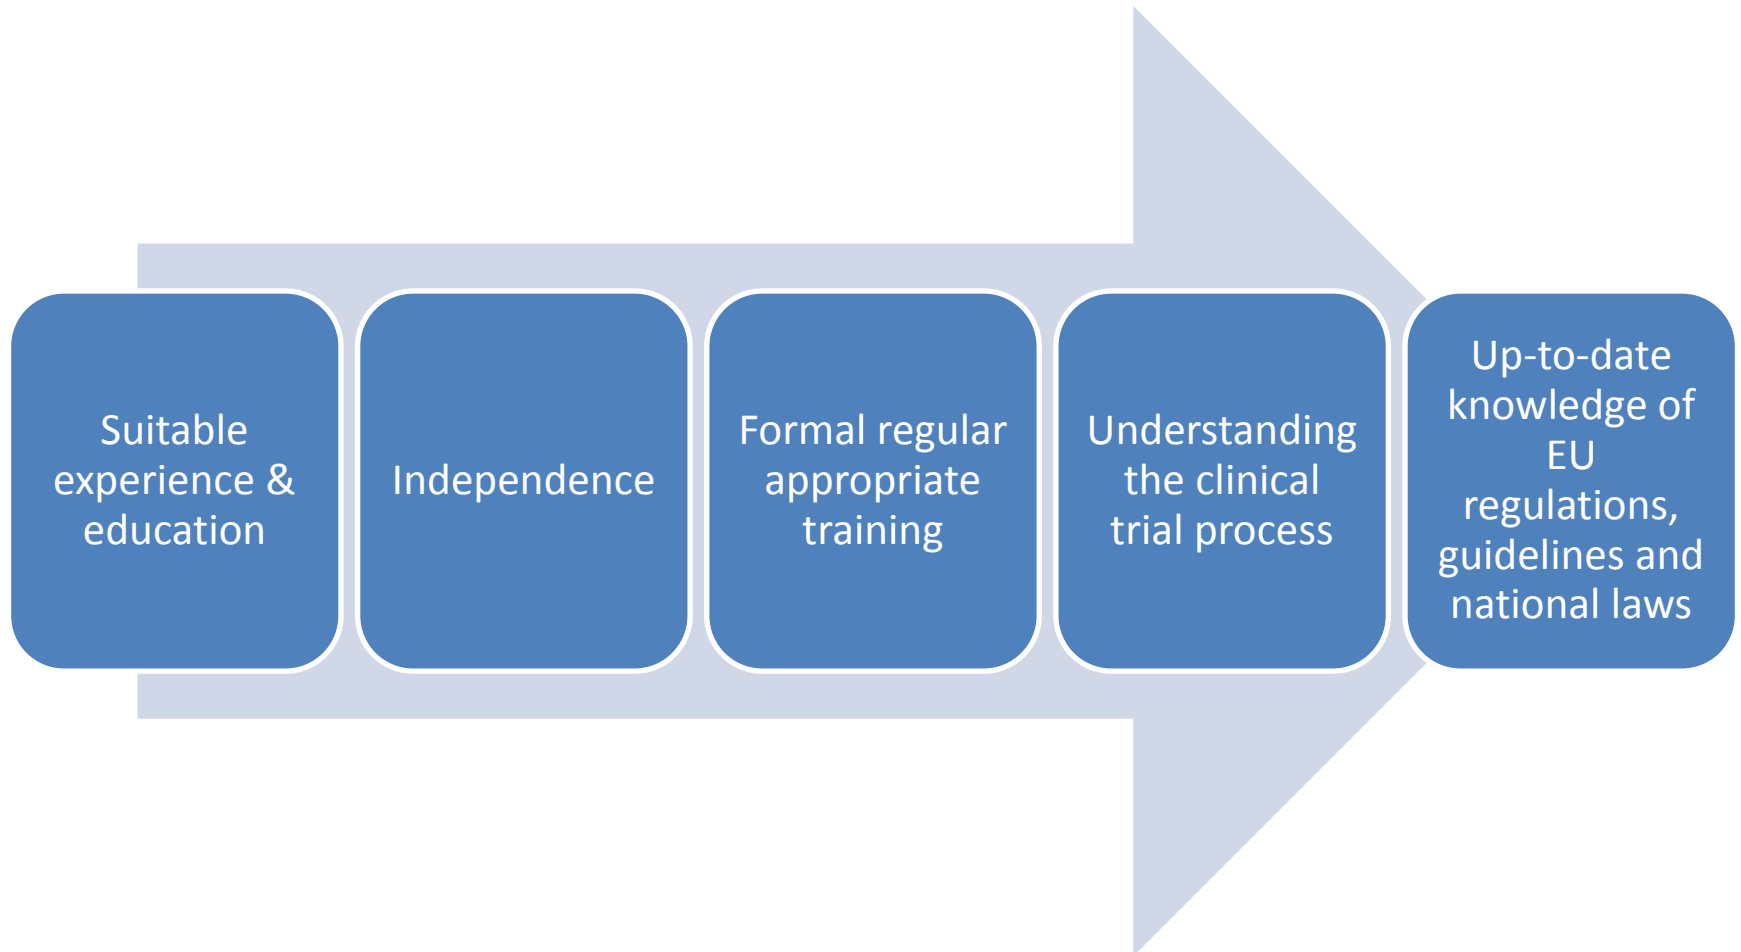 Suitable
experience &
education
Independence
Formal regular
appropriate
training
Understanding
the clinical
trial process
Up-to-date
knowledge of
EU
regulations,
guidelines and
national laws